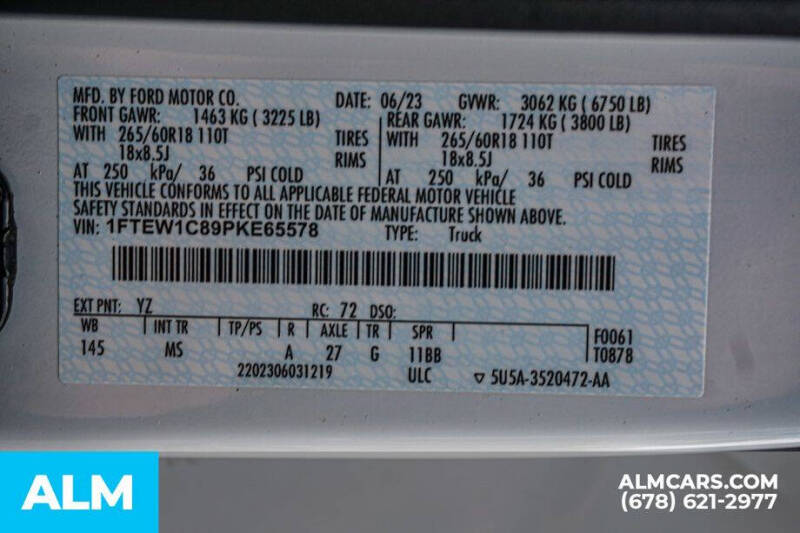 MFD. BY FORD MOTOR CO. DATE: 06/23 GVWR: 3062 KG ( 6750 LB)
FRONT GAWR: 1463 KG ( 3225 LB) REAR GAWR: 1724 KG ( 3800 LB)
WITH 265/60R18 110T TIRES WITH 265/60R18 110T TIRES
18x8.5J RIMS 18x8.5J RIMS
AT 250 kPa/ 36 PSI COLD AT 250 kPa/ 36 PSI COLD
THIS VEHICLE CONFORMS TO ALL APPLICABLE FEDERAL MOTOR VEHICLE
SAFETY STANDARDS IN EFFECT ON THE DATE OF MANUFACTURE SHOWN ABOVE.
VIN: 1FTEW1C89PKE65578 TYPE: Truck
EXT PNT: YZ RC: 72 DSO:
WB INT TR TP/PS R AXLE TR SPR F0061
145 MS A 27 G 11BB T0878
2202306031219 ULC ▽ 5U5A-3520472-AA
ALM
ALMCARS.COM
(678) 621-2977